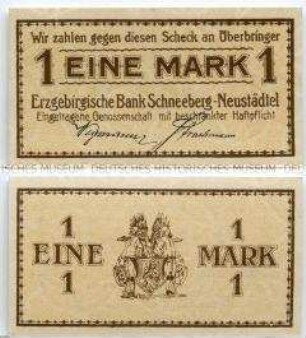 Wir zahlen gegen diesen Scheck an Überbringer
1 EINE MARK 1
Erzgebirgische Bank Schneeberg-Neustädtel
Eingetragene Genossenschaft mit beschränkter Haftpflicht
1 1
EINE MARK
1 1